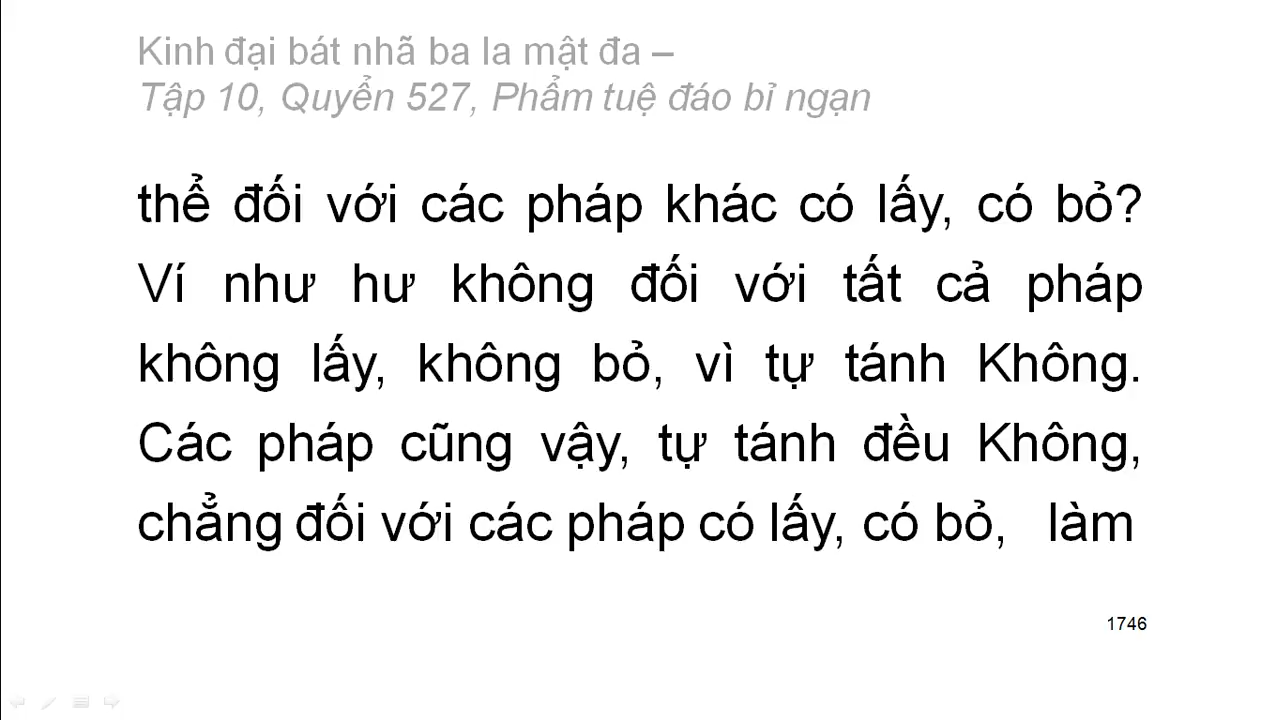 Kinh đại bát nhã ba la mật đa –
Tập 10, Quyển 527, Phẩm tuệ đáo bỉ ngạn
thể đối với các pháp khác có lấy, có bỏ?
Ví như hư không đối với tất cả pháp
không lấy, không bỏ, vì tự tánh Không.
Các pháp cũng vậy, tự tánh đều Không,
chẳng đối với các pháp có lấy, có bỏ, làm
1746